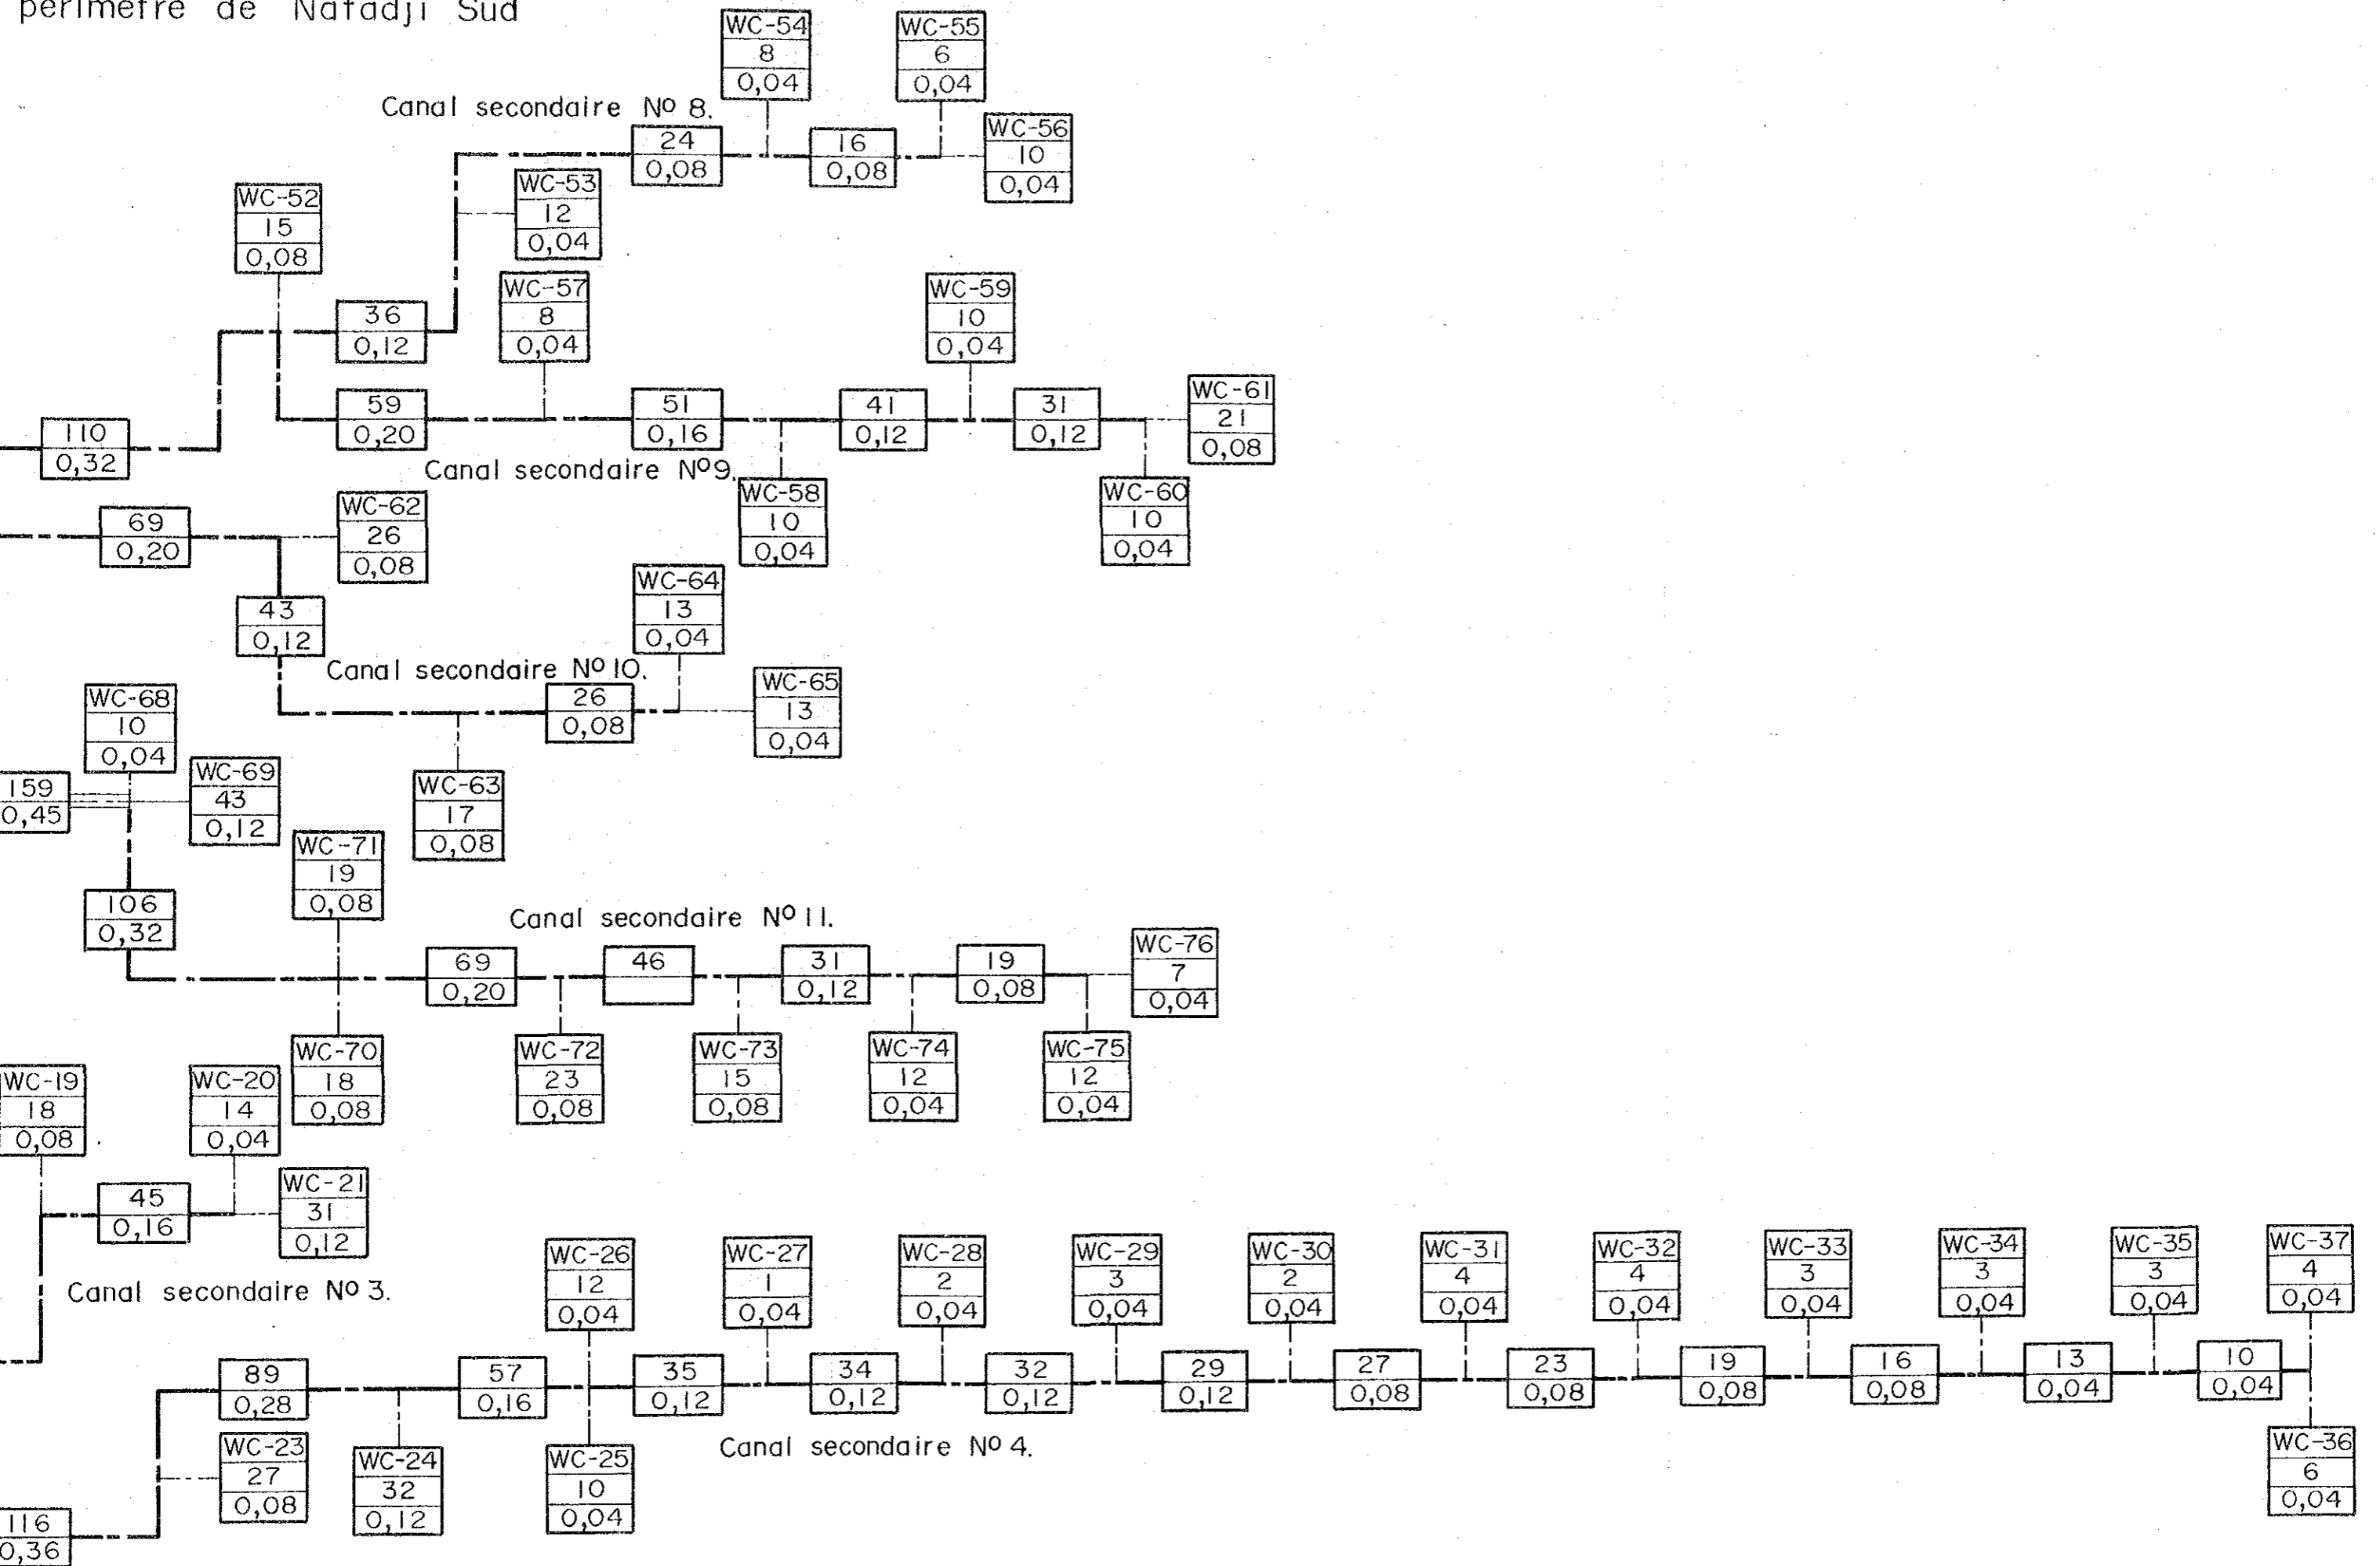 périmètre de Nafadji Sud
WC-54
8
0,04
WC-55
6
0,04
Canal secondaire Nº 8.
24
0,08
16
0,08
WC-56
10
0,04
WC-52
15
0,08
WC-53
12
0,04
36
0,12
WC-57
8
0,04
WC-59
10
0,04
110
0,32
59
0,20
51
0,16
41
0,12
31
0,12
WC-61
21
0,08
Canal secondaire Nº9.
WC-58
10
0,04
WC-60
10
0,04
69
0,20
WC-62
26
0,08
43
0,12
WC-64
13
0,04
Canal secondaire Nº10.
26
0,08
WC-65
13
0,04
WC-63
17
0,08
WC-68
10
0,04
159
0,45
WC-69
43
0,12
106
0,32
WC-71
19
0,08
Canal secondaire Nº11.
69
0,20
46
31
0,12
19
0,08
WC-76
7
0,04
WC-70
18
0,08
WC-72
23
0,08
WC-73
15
0,08
WC-74
12
0,04
WC-75
12
0,04
WC-19
18
0,08
WC-20
14
0,04
45
0,16
WC-21
31
0,12
Canal secondaire Nº 3.
WC-26
12
0,04
WC-27
1
0,04
WC-28
2
0,04
WC-29
3
0,04
WC-30
2
0,04
WC-31
4
0,04
WC-32
4
0,04
WC-33
3
0,04
WC-34
3
0,04
WC-35
3
0,04
WC-37
4
0,04
89
0,28
57
0,16
35
0,12
34
0,12
32
0,12
29
0,12
27
0,08
23
0,08
19
0,08
16
0,08
13
0,04
10
0,04
WC-23
27
0,08
WC-24
32
0,12
WC-25
10
0,04
Canal secondaire Nº 4.
WC-36
6
0,04
116
0,36